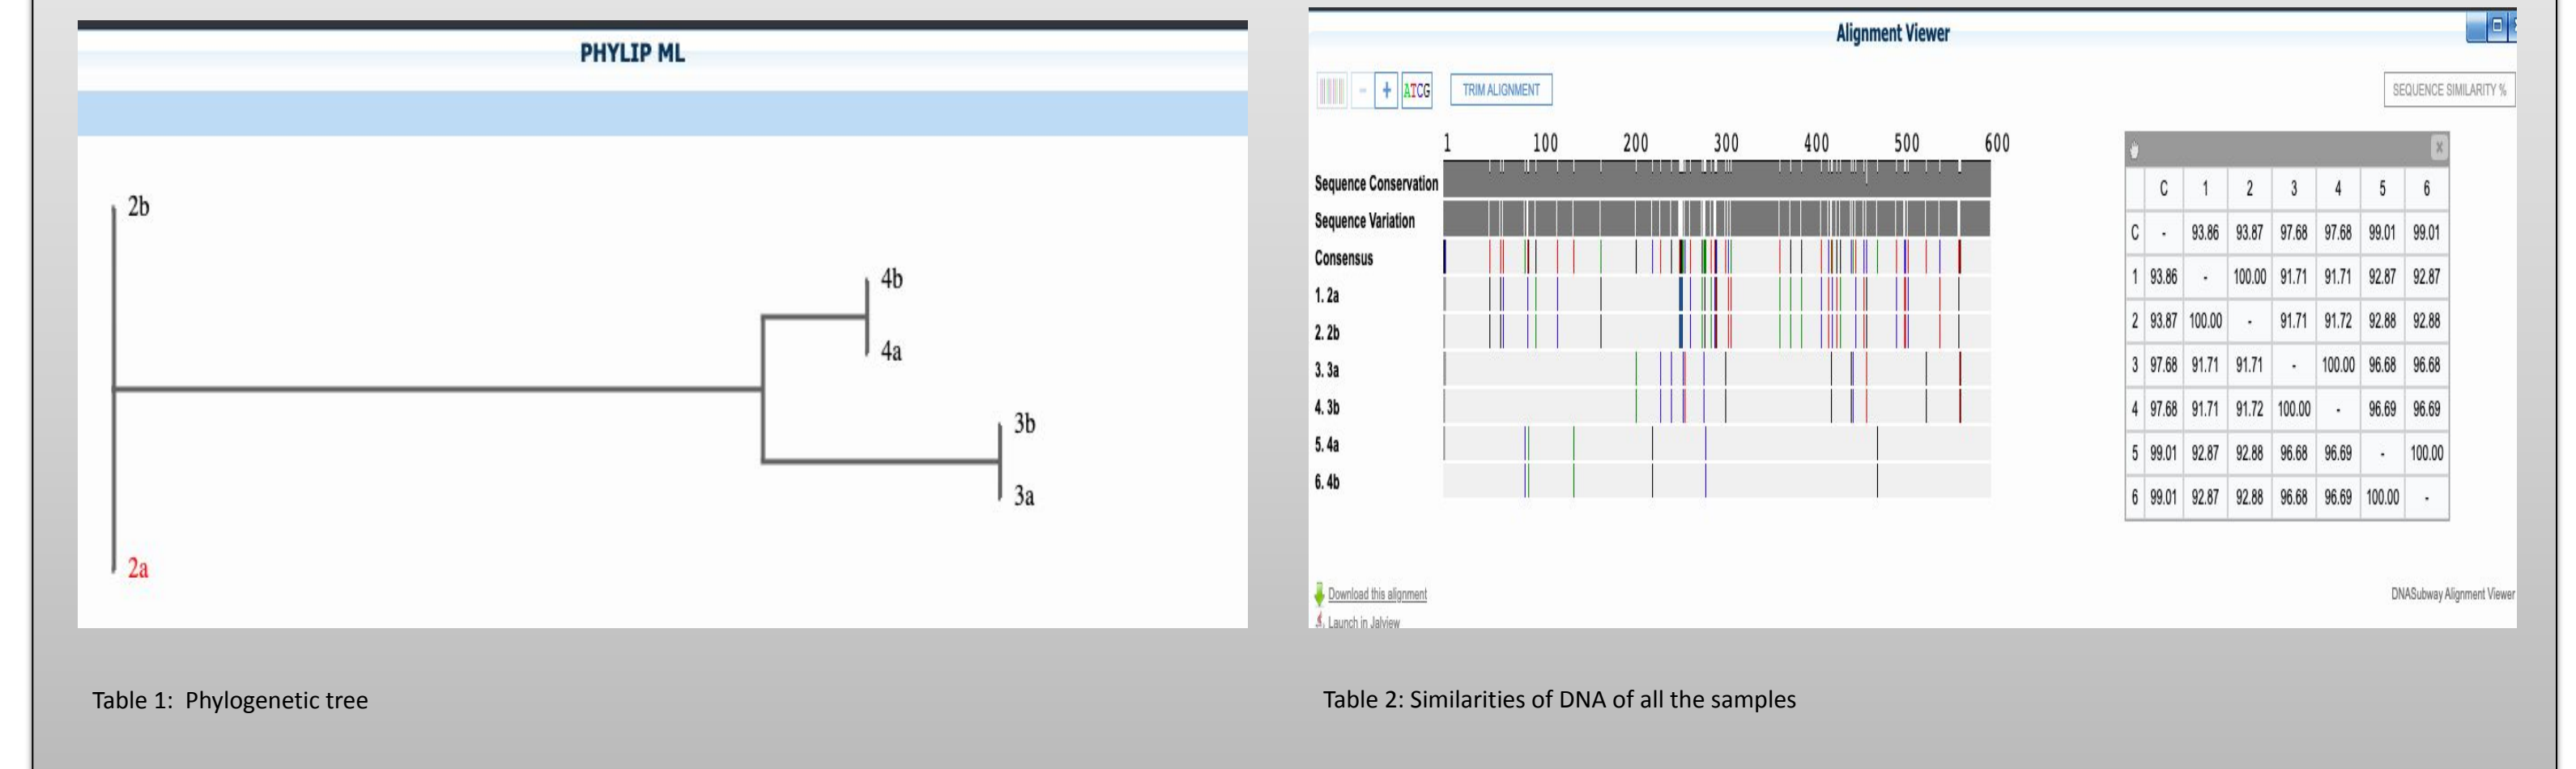 PHYLIP ML
2b
4b
4a
3b
3a
2a
Table 1: Phylogenetic tree
Alignment Viewer
ATCG
TRIM ALIGNMENT
SEQUENCE SIMILARITY %
1 100 200 300 400 500 600
Sequence Conservation
Sequence Variation
Consensus
1. 2a
2. 2b
3. 3a
4. 3b
5. 4a
6. 4b
C 1 2 3 4 5 6
C - 93.86 93.87 97.68 97.68 99.01 99.01
1 93.86 - 100.00 91.71 91.71 92.87 92.87
2 93.87 100.00 - 91.71 91.72 92.88 92.88
3 97.68 91.71 91.71 - 100.00 96.68 96.68
4 97.68 91.71 91.72 100.00 - 96.69 96.69
5 99.01 92.87 92.88 96.68 96.69 - 100.00
6 99.01 92.87 92.88 96.68 96.69 100.00 -
Download this alignment
Launch in Jalview
DNASubway Alignment Viewer
Table 2: Similarities of DNA of all the samples